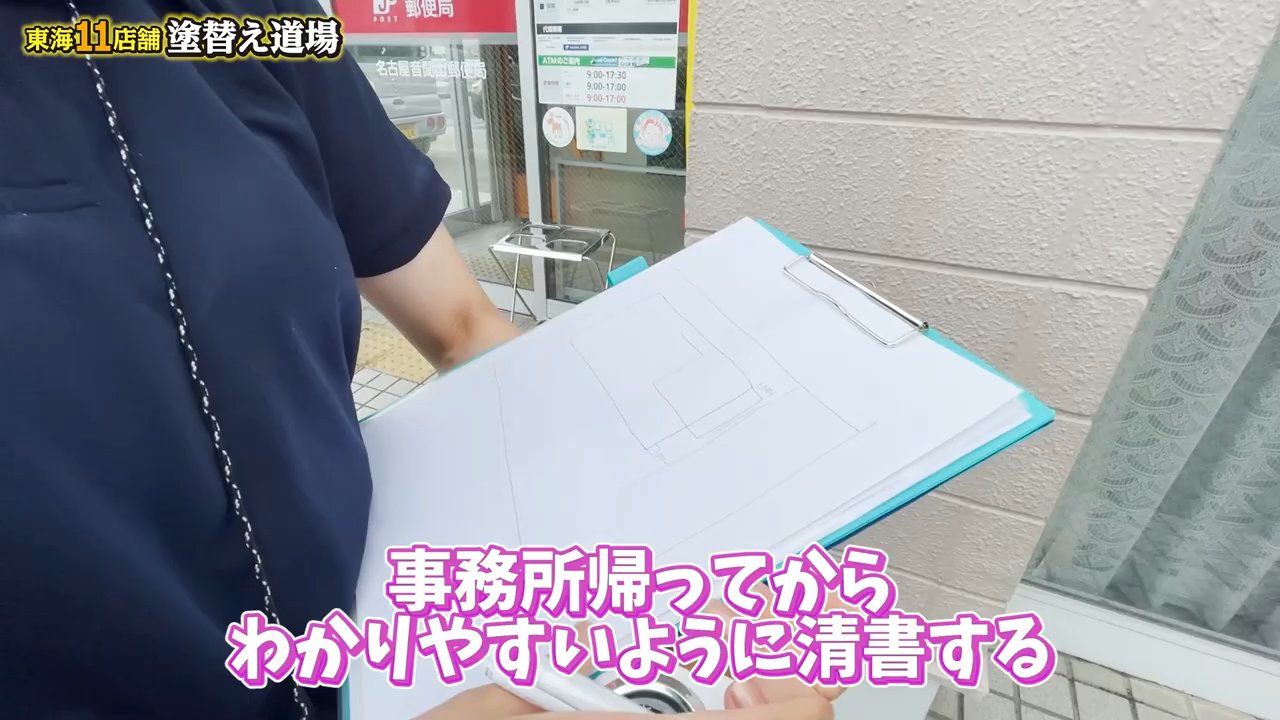 東海11店舗 塗替え道場
POST 郵便局
名古屋音聞山郵便局
ATMのご案内
9:00-17:30
9:00-17:00
9:00-17:00
事務所帰ってから
わかりやすいように清書する